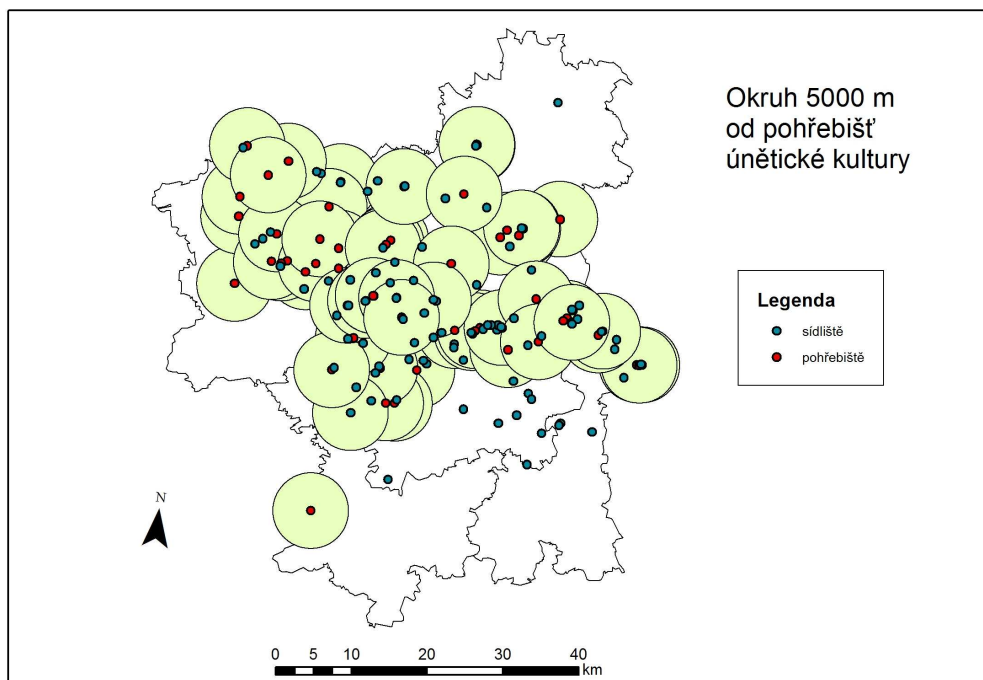 Okruh 5000 m
od pohřebišť
únětické kultury
Legenda
sídliště
pohřebiště
N
0 5 10 20 30 40
km